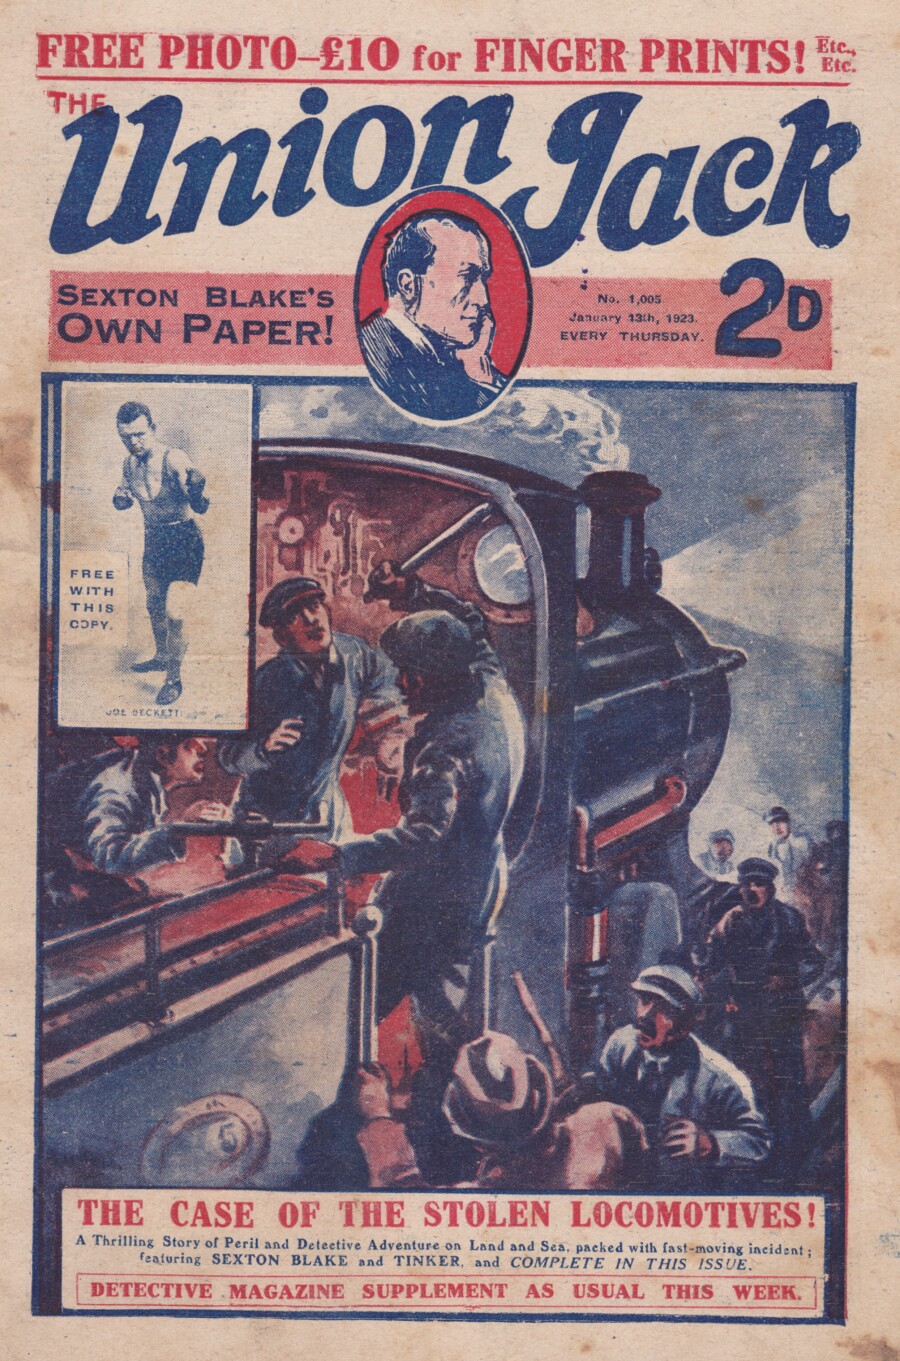 FREE PHOTO–£10 for FINGER PRINTS! Etc., Etc.
THE
Union Jack
SEXTON BLAKE'S
OWN PAPER!
No. 1,005
January 13th, 1923.
EVERY THURSDAY.
2D
FREE
WITH
THIS
COPY.
JOE BECKETT
THE CASE OF THE STOLEN LOCOMOTIVES!
A Thrilling Story of Peril and Detective Adventure on Land and Sea, packed with fast-moving incident;
featuring SEXTON BLAKE and TINKER, and COMPLETE IN THIS ISSUE.
DETECTIVE MAGAZINE SUPPLEMENT AS USUAL THIS WEEK.